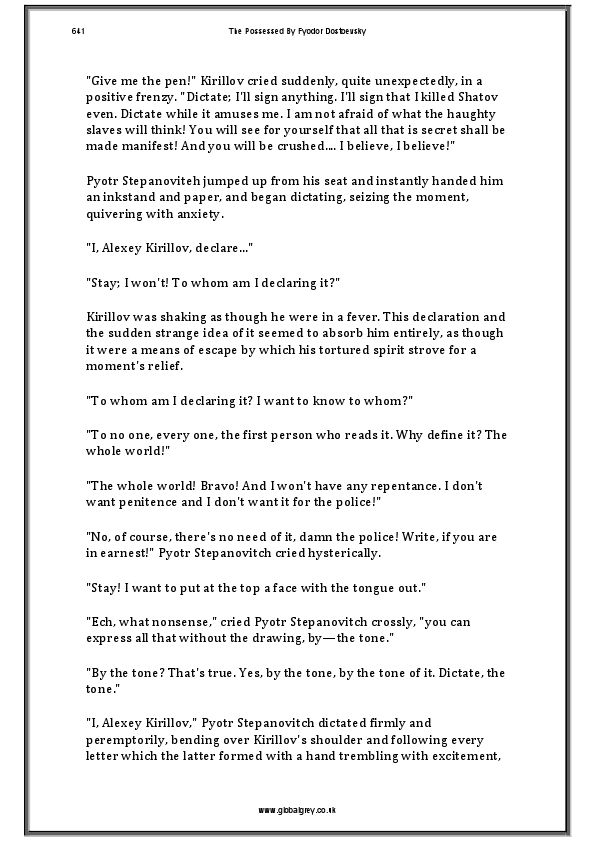 641
The Possessed By Fyodor Dostoevsky
"Give me the pen!" Kirillov cried suddenly, quite unexpectedly, in a
positive frenzy. "Dictate; I'll sign anything. I'll sign that I killed Shatov
even. Dictate while it amuses me. I am not afraid of what the haughty
slaves will think! You will see for yourself that all that is secret shall be
made manifest! And you will be crushed.... I believe, I believe!"
Pyotr Stepanoviteh jumped up from his seat and instantly handed him
an inkstand and paper, and began dictating, seizing the moment,
quivering with anxiety.
"I, Alexey Kirillov, declare..."
"Stay; I won't! To whom am I declaring it?"
Kirillov was shaking as though he were in a fever. This declaration and
the sudden strange idea of it seemed to absorb him entirely, as though
it were a means of escape by which his tortured spirit strove for a
moment's relief.
"To whom am I declaring it? I want to know to whom?"
"To no one, every one, the first person who reads it. Why define it? The
whole world!"
"The whole world! Bravo! And I won't have any repentance. I don't
want penitence and I don't want it for the police!"
"No, of course, there's no need of it, damn the police! Write, if you are
in earnest!" Pyotr Stepanovitch cried hysterically.
"Stay! I want to put at the top a face with the tongue out."
"Ech, what nonsense," cried Pyotr Stepanovitch crossly, "you can
express all that without the drawing, by—the tone."
"By the tone? That's true. Yes, by the tone, by the tone of it. Dictate, the
tone."
"I, Alexey Kirillov," Pyotr Stepanovitch dictated firmly and
peremptorily, bending over Kirillov's shoulder and following every
letter which the latter formed with a hand trembling with excitement,
www.globalgrey.co.uk